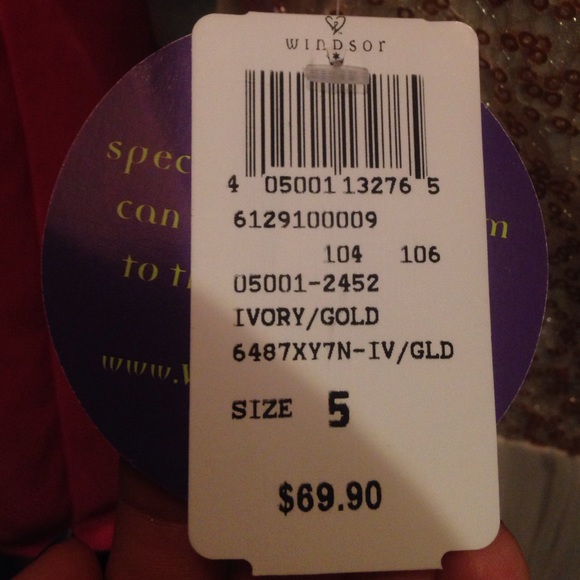 WINDSOR
4 05001 13276 5
6129100009
104 106
05001-2452
IVORY/GOLD
6487XY7N-IV/GLD
SIZE 5
$69.90
can